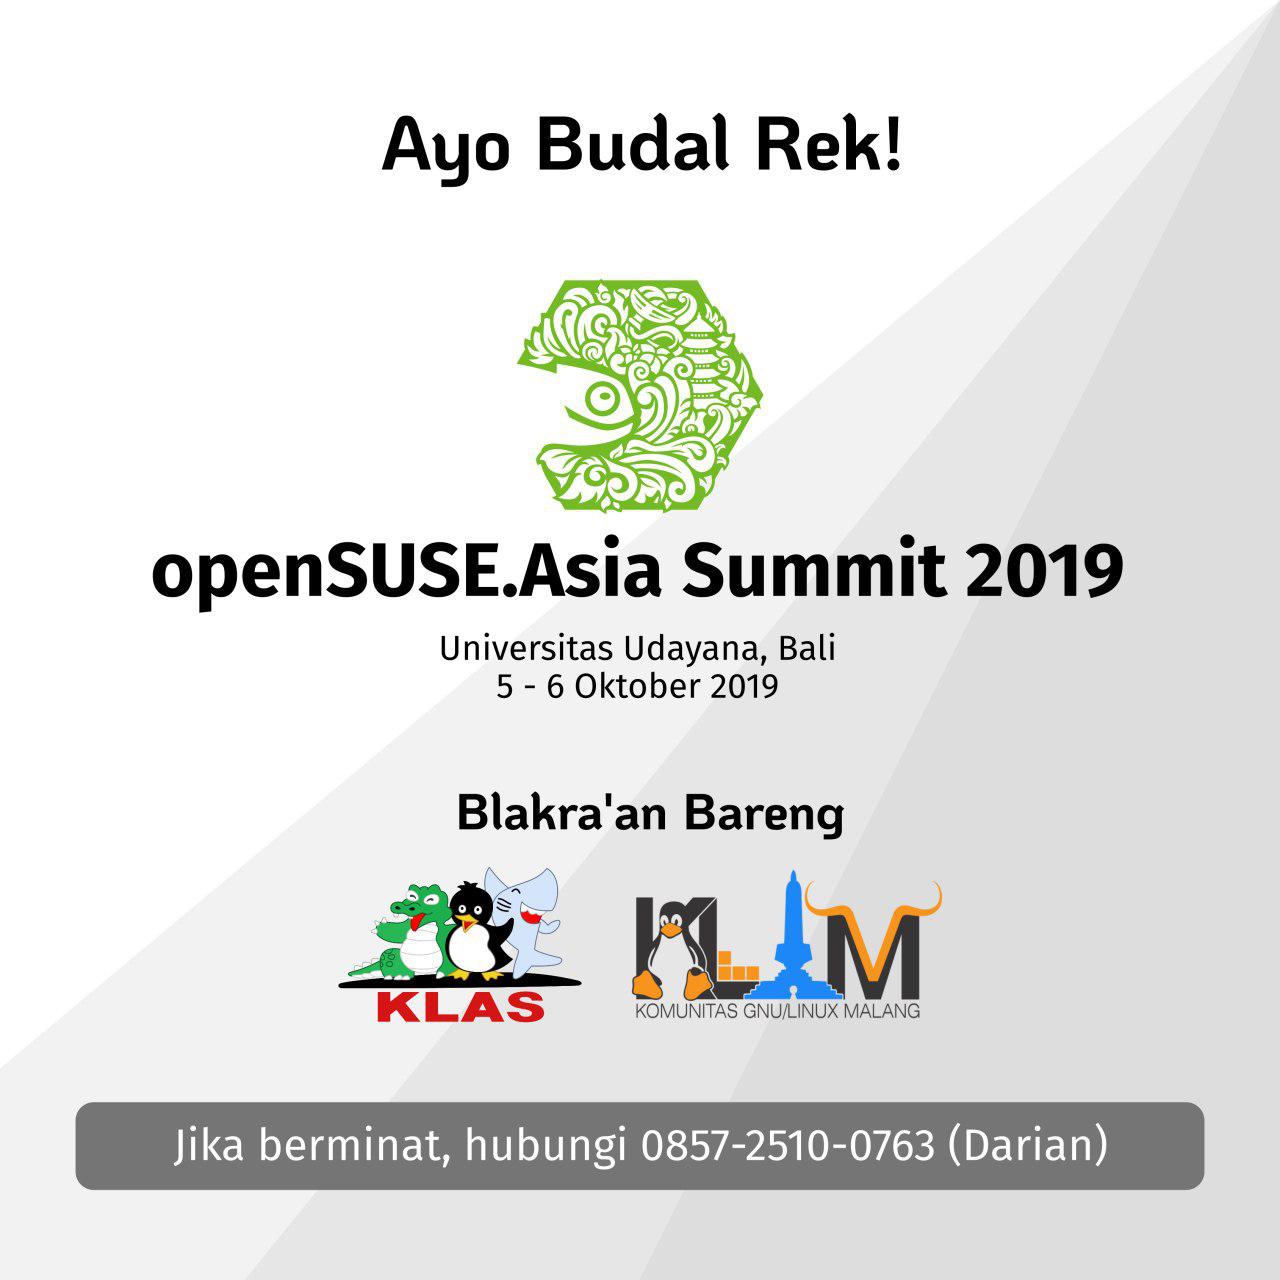 Ayo Budal Rek!
openSUSE.Asia Summit 2019
Universitas Udayana, Bali
5 - 6 Oktober 2019
Blakra'an Bareng
KLAS
KLIM
KOMUNITAS GNU/LINUX MALANG
Jika berminat, hubungi 0857-2510-0763 (Darian)